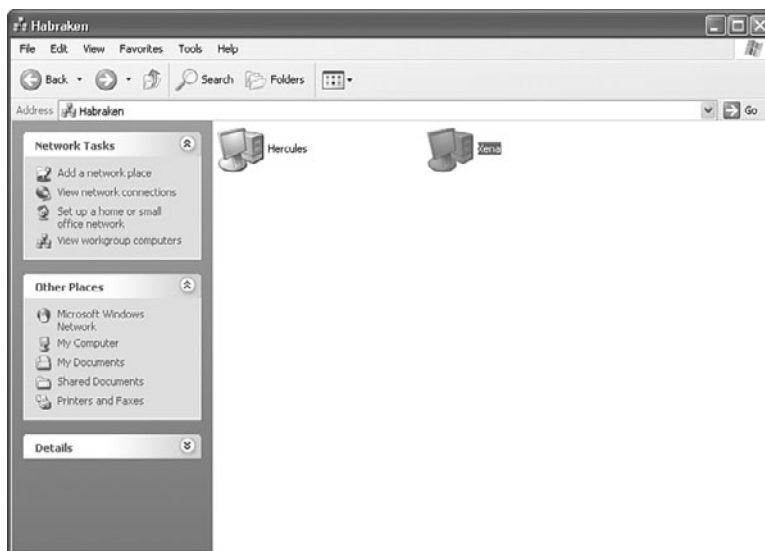 Habraken
File Edit View Favorites Tools Help
Back Search Folders
Address Habraken Go
Network Tasks
Add a network place
View network connections
Set up a home or small
office network
View workgroup computers
Other Places
Microsoft Windows
Network
My Computer
My Documents
Shared Documents
Printers and Faxes
Details
Hercules
Xena